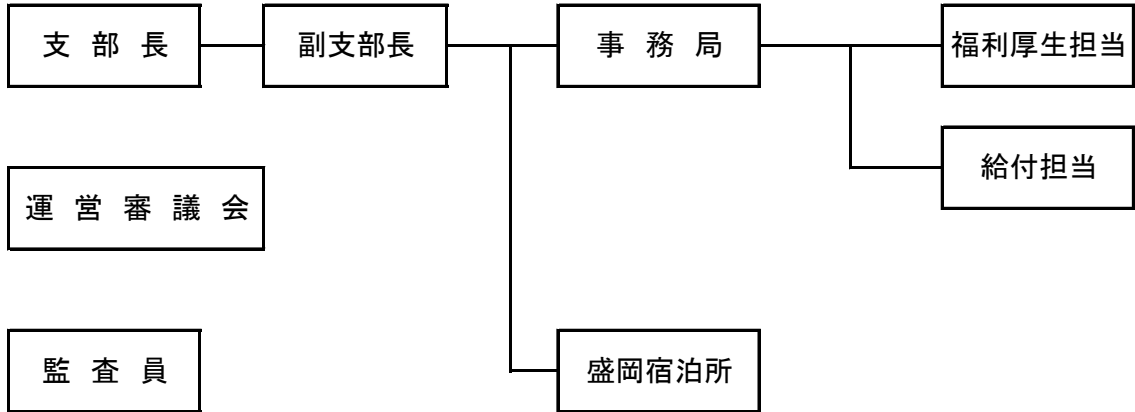 支部長
副支部長
事務局
福利厚生担当
給付担当
運営審議会
監査員
盛岡宿泊所